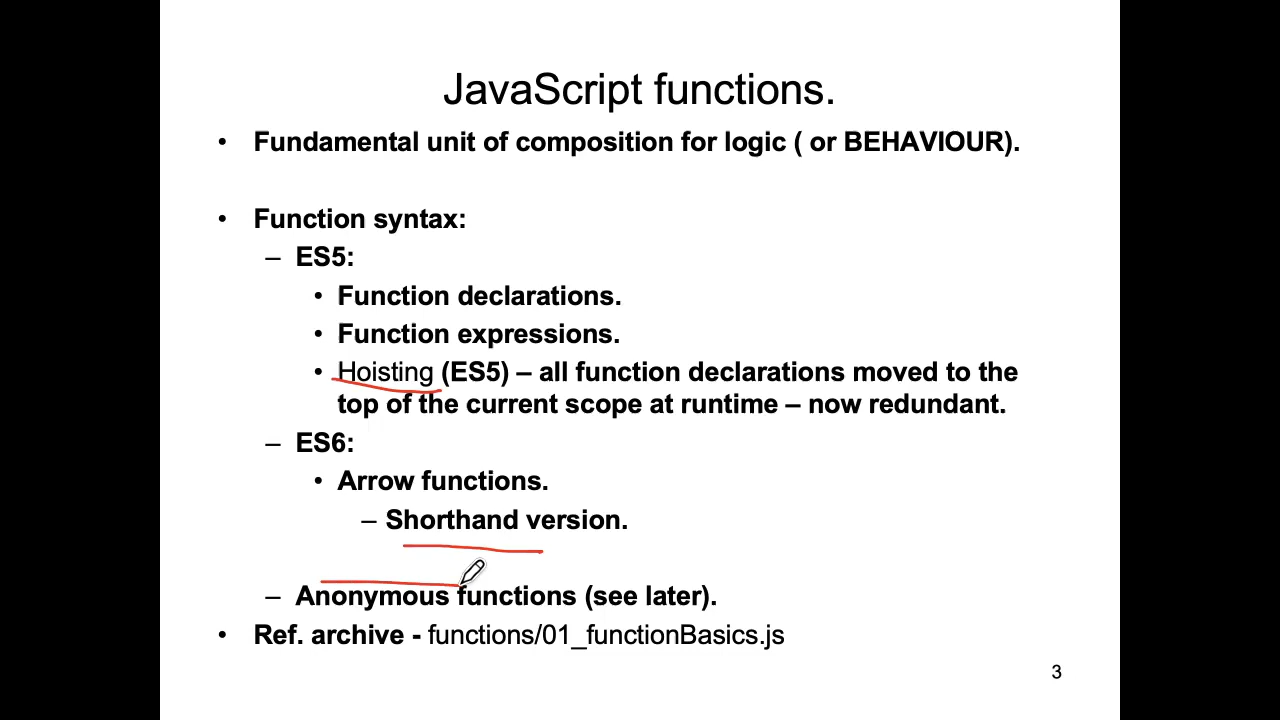 JavaScript functions.
• Fundamental unit of composition for logic ( or BEHAVIOUR).
• Function syntax:
– ES5:
• Function declarations.
• Function expressions.
• Hoisting (ES5) – all function declarations moved to the
top of the current scope at runtime – now redundant.
– ES6:
• Arrow functions.
– Shorthand version.
– Anonymous functions (see later).
• Ref. archive - functions/01_functionBasics.js
3